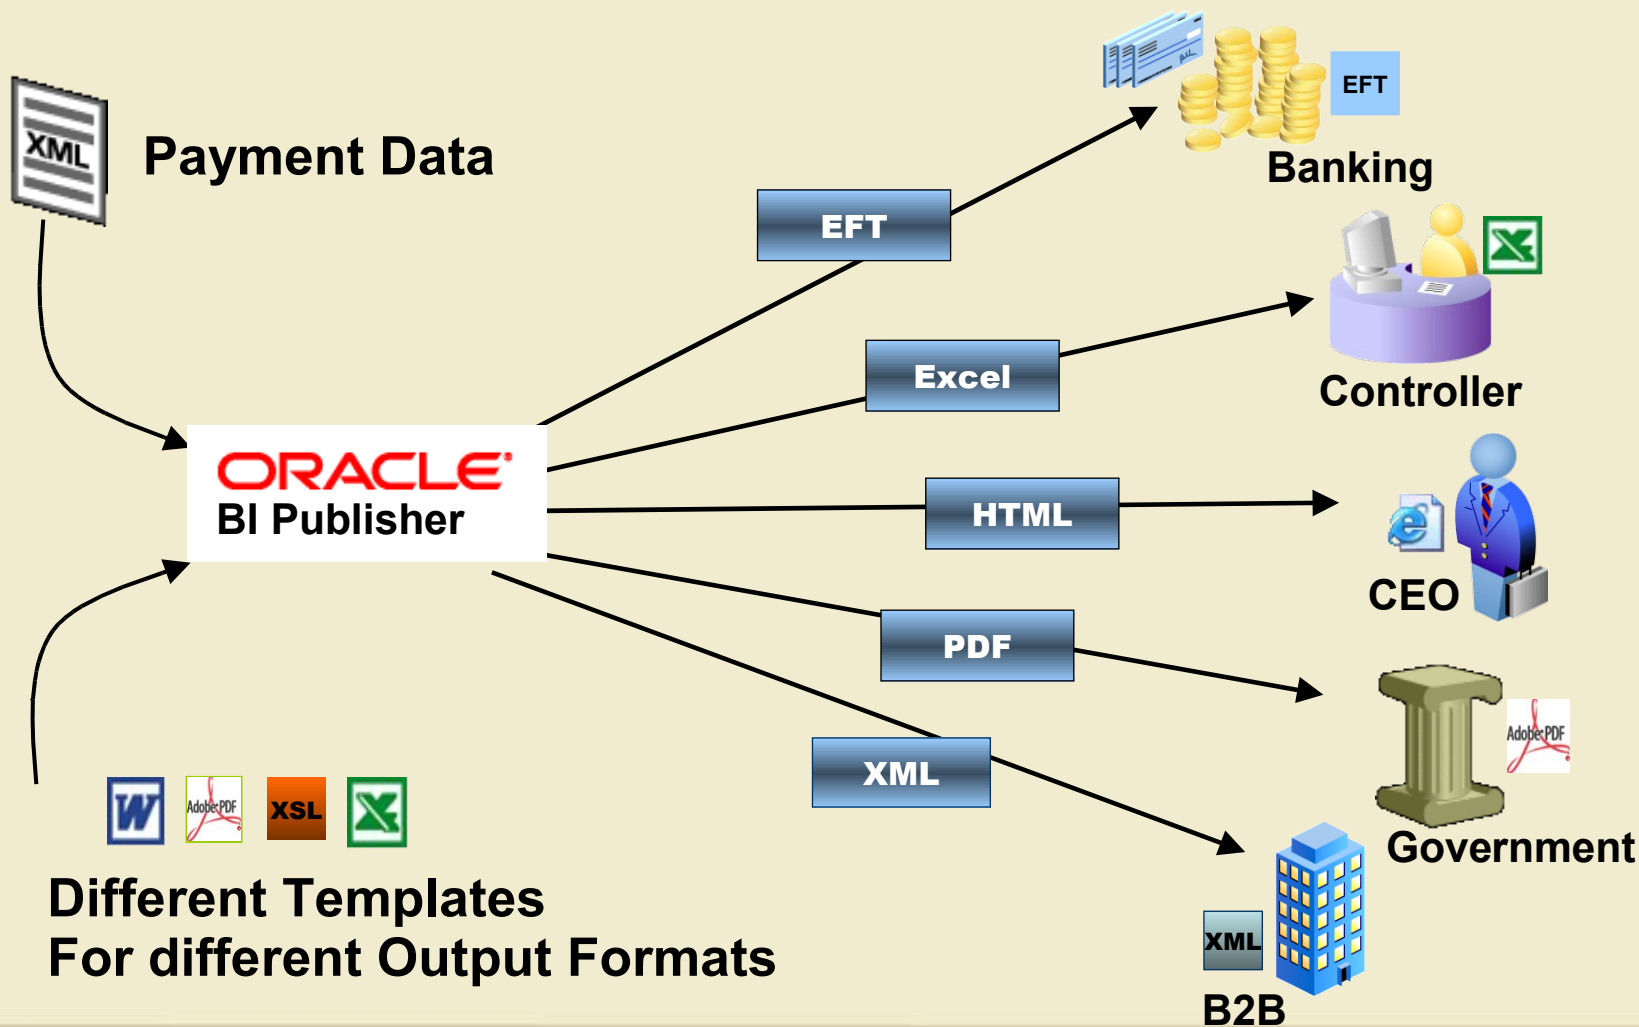 XML
Payment Data
EFT
Banking
EFT
Excel
Controller
ORACLE
BI Publisher
HTML
CEO
PDF
Adobe PDF
Government
XML
W
Adobe PDF
XSL
X
Different Templates
For different Output Formats
XML
B2B